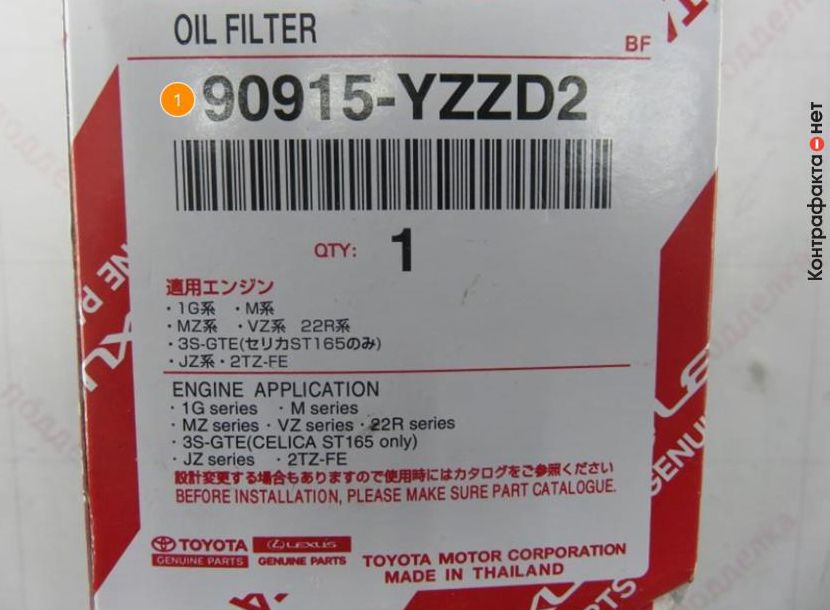 OIL FILTER
BF
1
90915-YZZD2
QTY: 1
適用エンジン
・1G系 ・M系
・MZ系 ・VZ系 22R系
・3S-GTE(セリカST165のみ)
・JZ系・2TZ-FE
ENGINE APPLICATION
· 1G series · M series
· MZ series · VZ series · 22R series
· 3S-GTE(CELICA ST165 only)
· JZ series · 2TZ-FE
設計変更する場合もありますので使用時にはカタログをご参照ください
BEFORE INSTALLATION, PLEASE MAKE SURE PART CATALOGUE.
TOYOTA
GENUINE PARTS
LEXUS
GENUINE PARTS
TOYOTA MOTOR CORPORATION
MADE IN THAILAND
Контрафакта нет
подделка